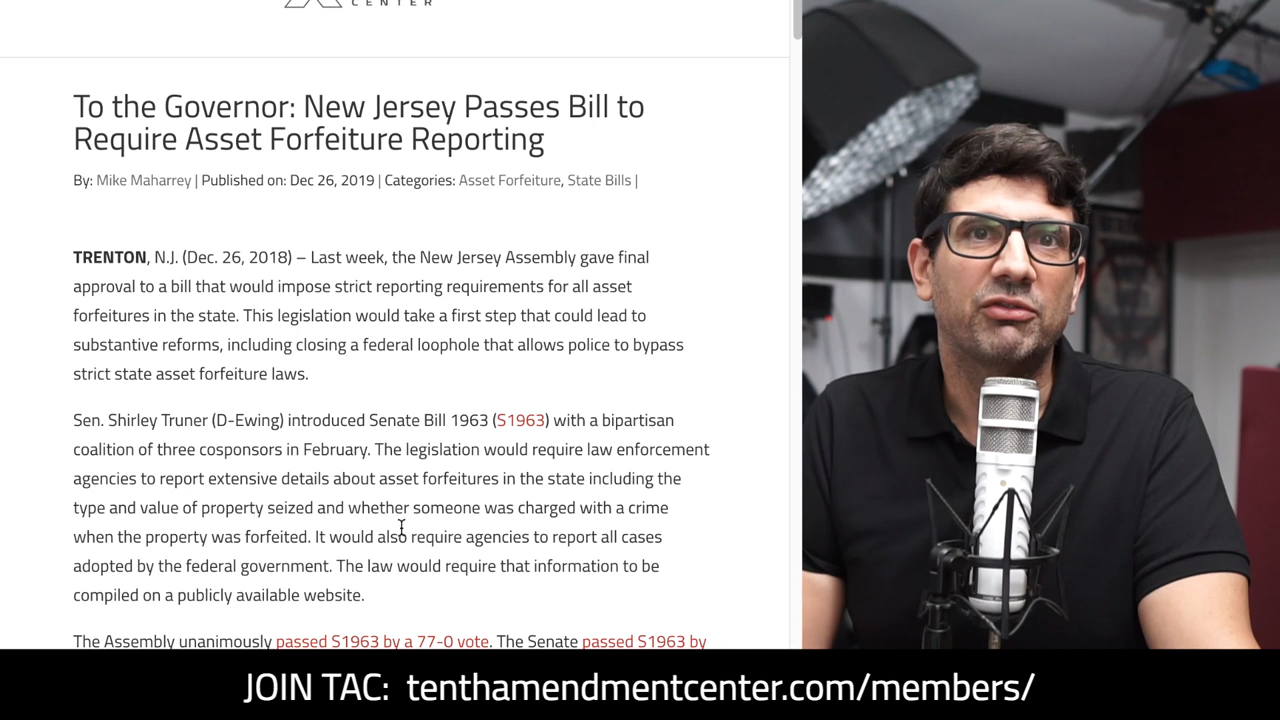 CENTER
To the Governor: New Jersey Passes Bill to
Require Asset Forfeiture Reporting
By: Mike Maharrey | Published on: Dec 26, 2019 | Categories: Asset Forfeiture, State Bills |
TRENTON, N.J. (Dec. 26, 2018) – Last week, the New Jersey Assembly gave final
approval to a bill that would impose strict reporting requirements for all asset
forfeitures in the state. This legislation would take a first step that could lead to
substantive reforms, including closing a federal loophole that allows police to bypass
strict state asset forfeiture laws.
Sen. Shirley Truner (D-Ewing) introduced Senate Bill 1963 (S1963) with a bipartisan
coalition of three cosponsors in February. The legislation would require law enforcement
agencies to report extensive details about asset forfeitures in the state including the
type and value of property seized and whether someone was charged with a crime
when the property was forfeited. It would also require agencies to report all cases
adopted by the federal government. The law would require that information to be
compiled on a publicly available website.
The Assembly unanimously passed S1963 by a 77-0 vote. The Senate passed S1963 by
JOIN TAC: tenthamendmentcenter.com/members/